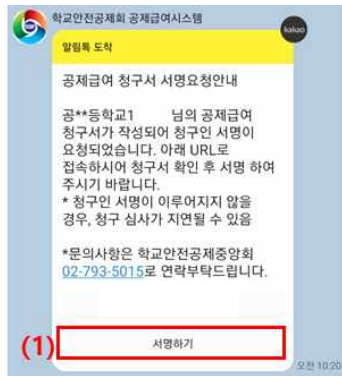 학교안전공제회 공제급여시스템
kakao
알림톡 도착
공제급여 청구서 서명요청안내
공**등학교1 님의 공제급여
청구서가 작성되어 청구인 서명이
요청되었습니다. 아래 URL로
접속하시어 청구서 확인 후 서명 하여
주시기 바랍니다.
* 청구인 서명이 이루어지지 않을
경우, 청구 심사가 지연될 수 있음
*문의사항은 학교안전공제중앙회
02-793-5015로 연락부탁드립니다.
(1)
서명하기
오전 10:20